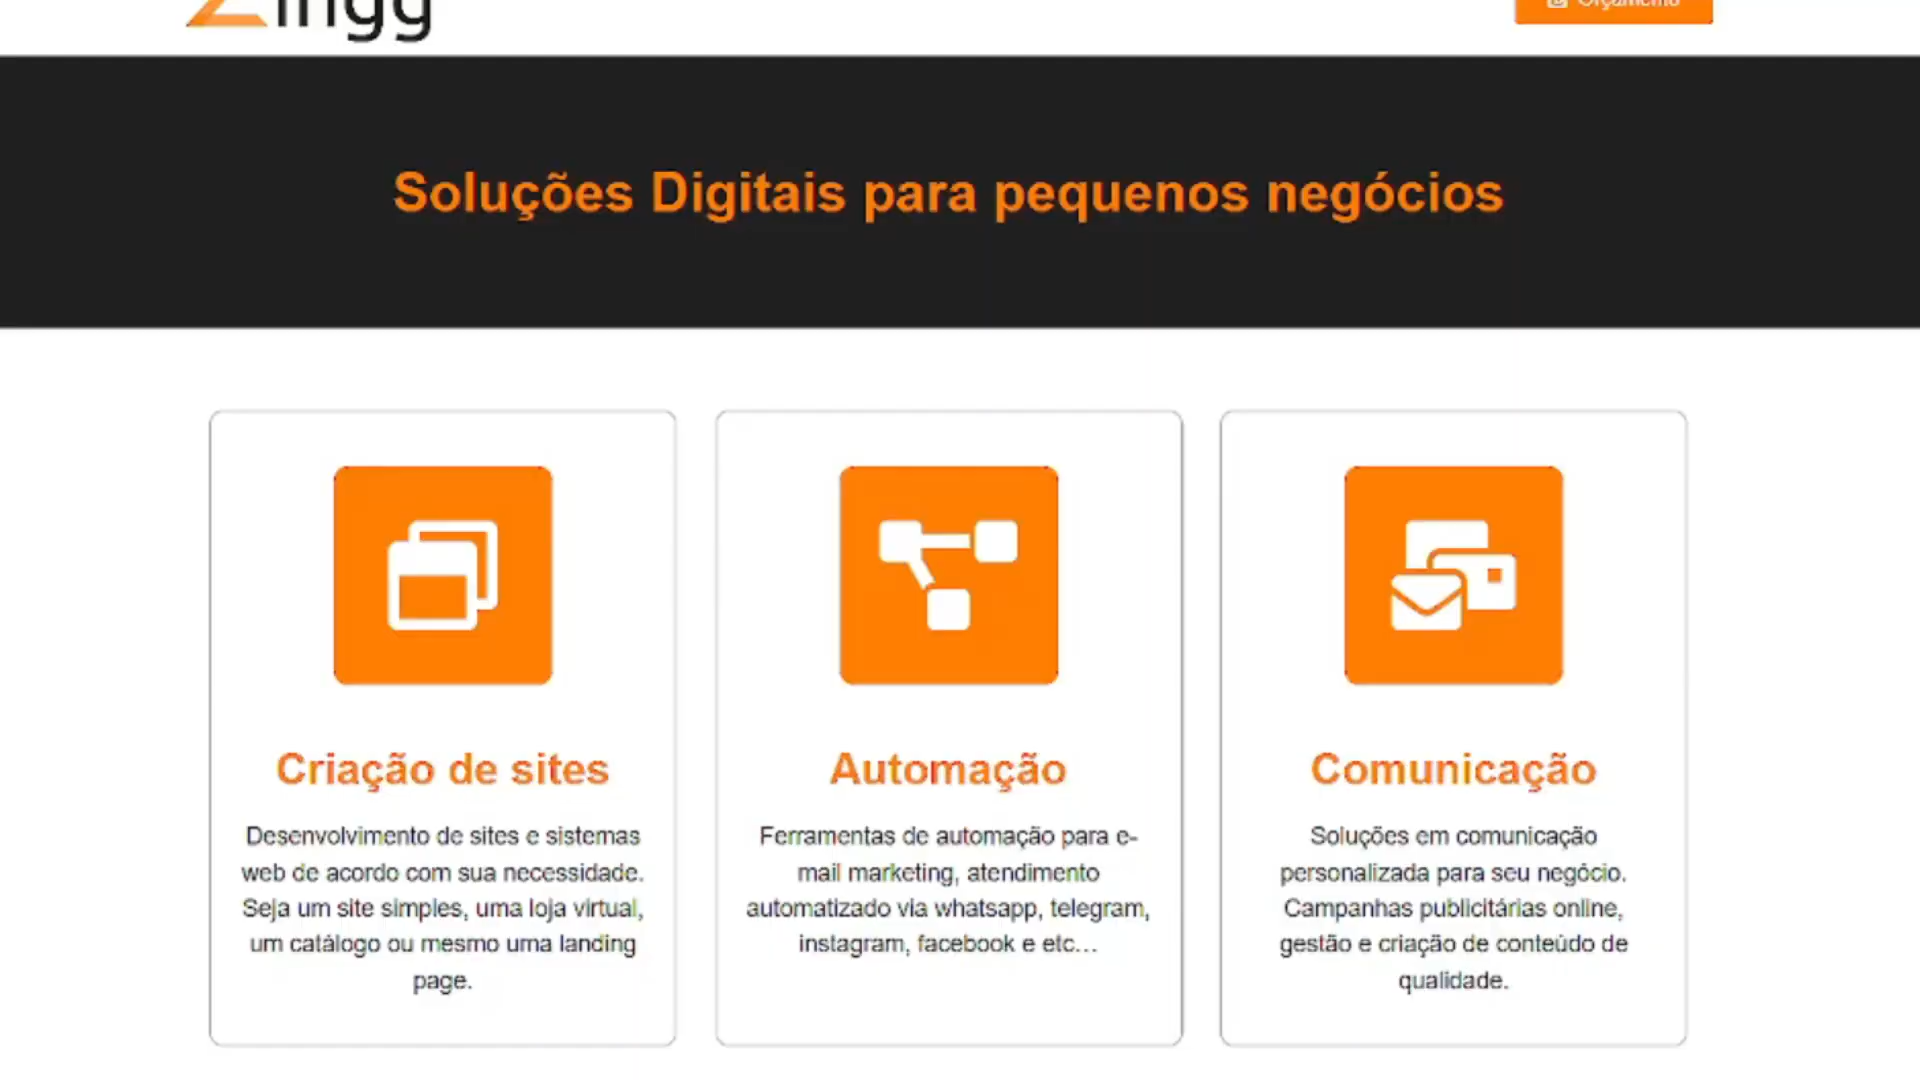 Zingg
Orçamento
Soluções Digitais para pequenos negócios
Criação de sites
Desenvolvimento de sites e sistemas
web de acordo com sua necessidade.
Seja um site simples, uma loja virtual,
um catálogo ou mesmo uma landing
page.
Automação
Ferramentas de automação para e-
mail marketing, atendimento
automatizado via whatsapp, telegram,
instagram, facebook e etc...
Comunicação
Soluções em comunicação
personalizada para seu negócio.
Campanhas publicitárias online,
gestão e criação de conteúdo de
qualidade.